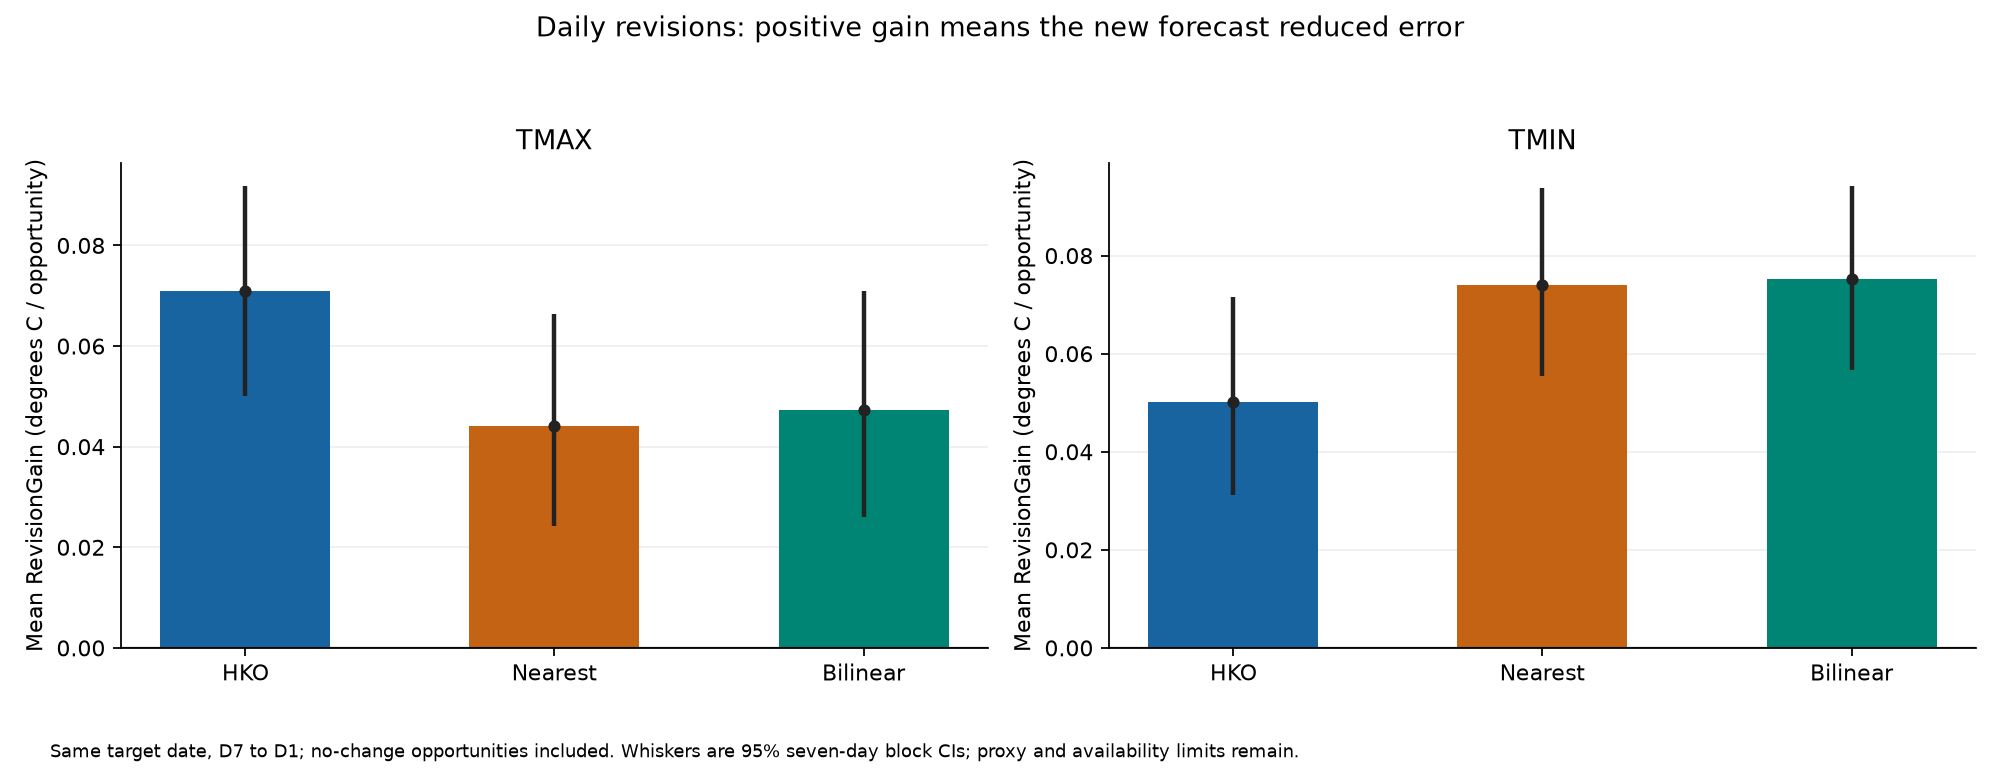 Daily revisions: positive gain means the new forecast reduced error
TMAX
Mean RevisionGain (degrees C / opportunity)
0.08
0.06
0.04
0.02
0.00
HKO
Nearest
Bilinear
TMIN
Mean RevisionGain (degrees C / opportunity)
0.08
0.06
0.04
0.02
0.00
HKO
Nearest
Bilinear
Same target date, D7 to D1; no-change opportunities included. Whiskers are 95% seven-day block CIs; proxy and availability limits remain.